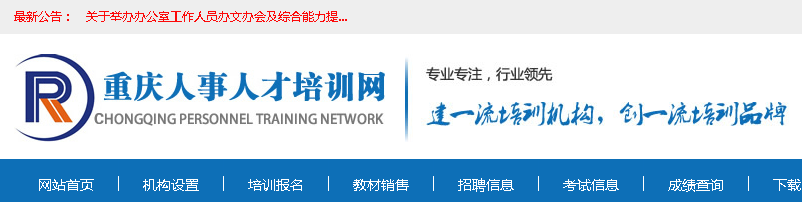 最新公告： 关于举办办公室工作人员办文办会及综合能力提...
重庆人事人才培训网
CHONGQING PERSONNEL TRAINING NETWORK
专业专注，行业领先
建一流培训机构，创一流培训品牌
网站首页 | 机构设置 | 培训报名 | 教材销售 | 招聘信息 | 考试信息 | 成绩查询 | 下载